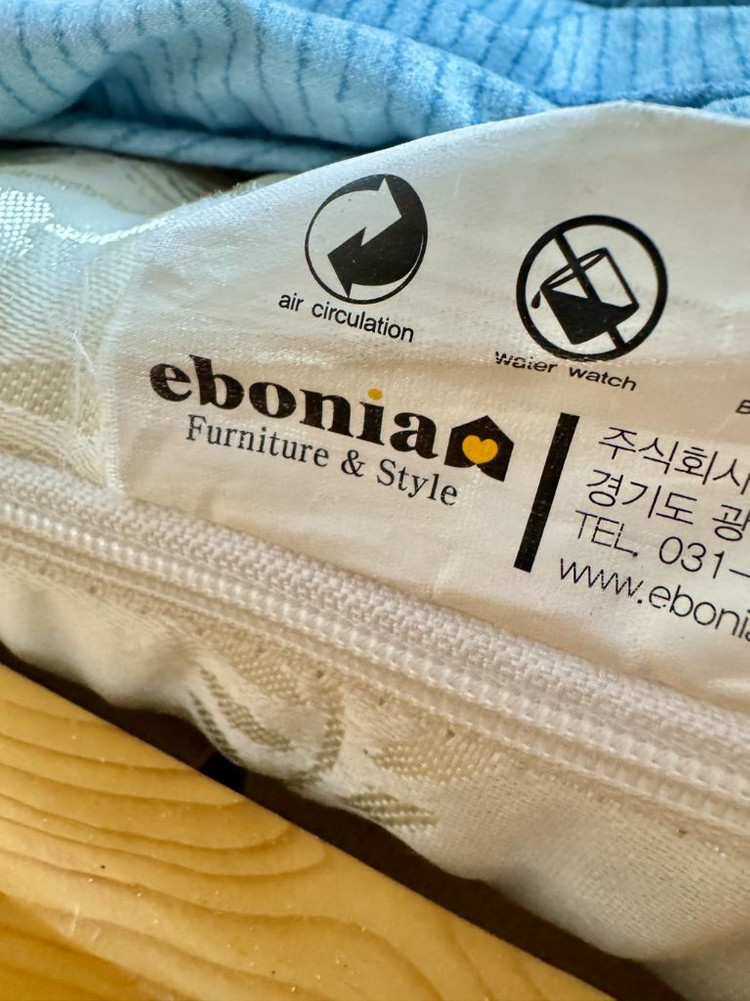 air circulation
water watch
ebonia
Furniture & Style
주식회사
경기도 광
TEL. 031-
www.ebonia